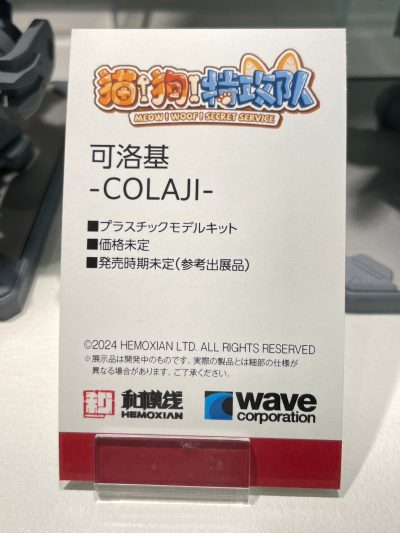 猫!狗!特攻队
MEOW! WOOF! SECRET SERVICE
可洛基
-COLAJI-
■プラスチックモデルキット
■価格未定
■発売時期未定(参考出展品)
©2024 HEMOXIAN LTD. ALL RIGHTS RESERVED
※展示品は開発中のものです。実際の製品とは細部の仕様が
異なる場合があります。ご了承ください。
和模线
HEMOXIAN
wave
corporation